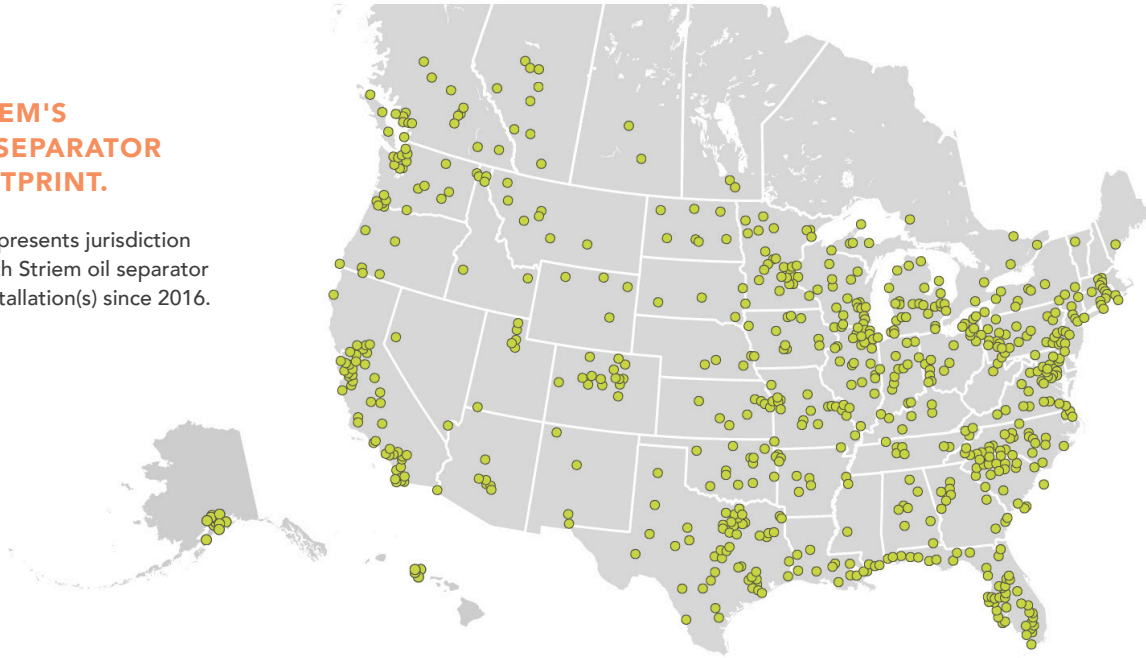 EM'S
SEPARATOR
TPRINT.
presents jurisdiction
h Striem oil separator
tallation(s) since 2016.